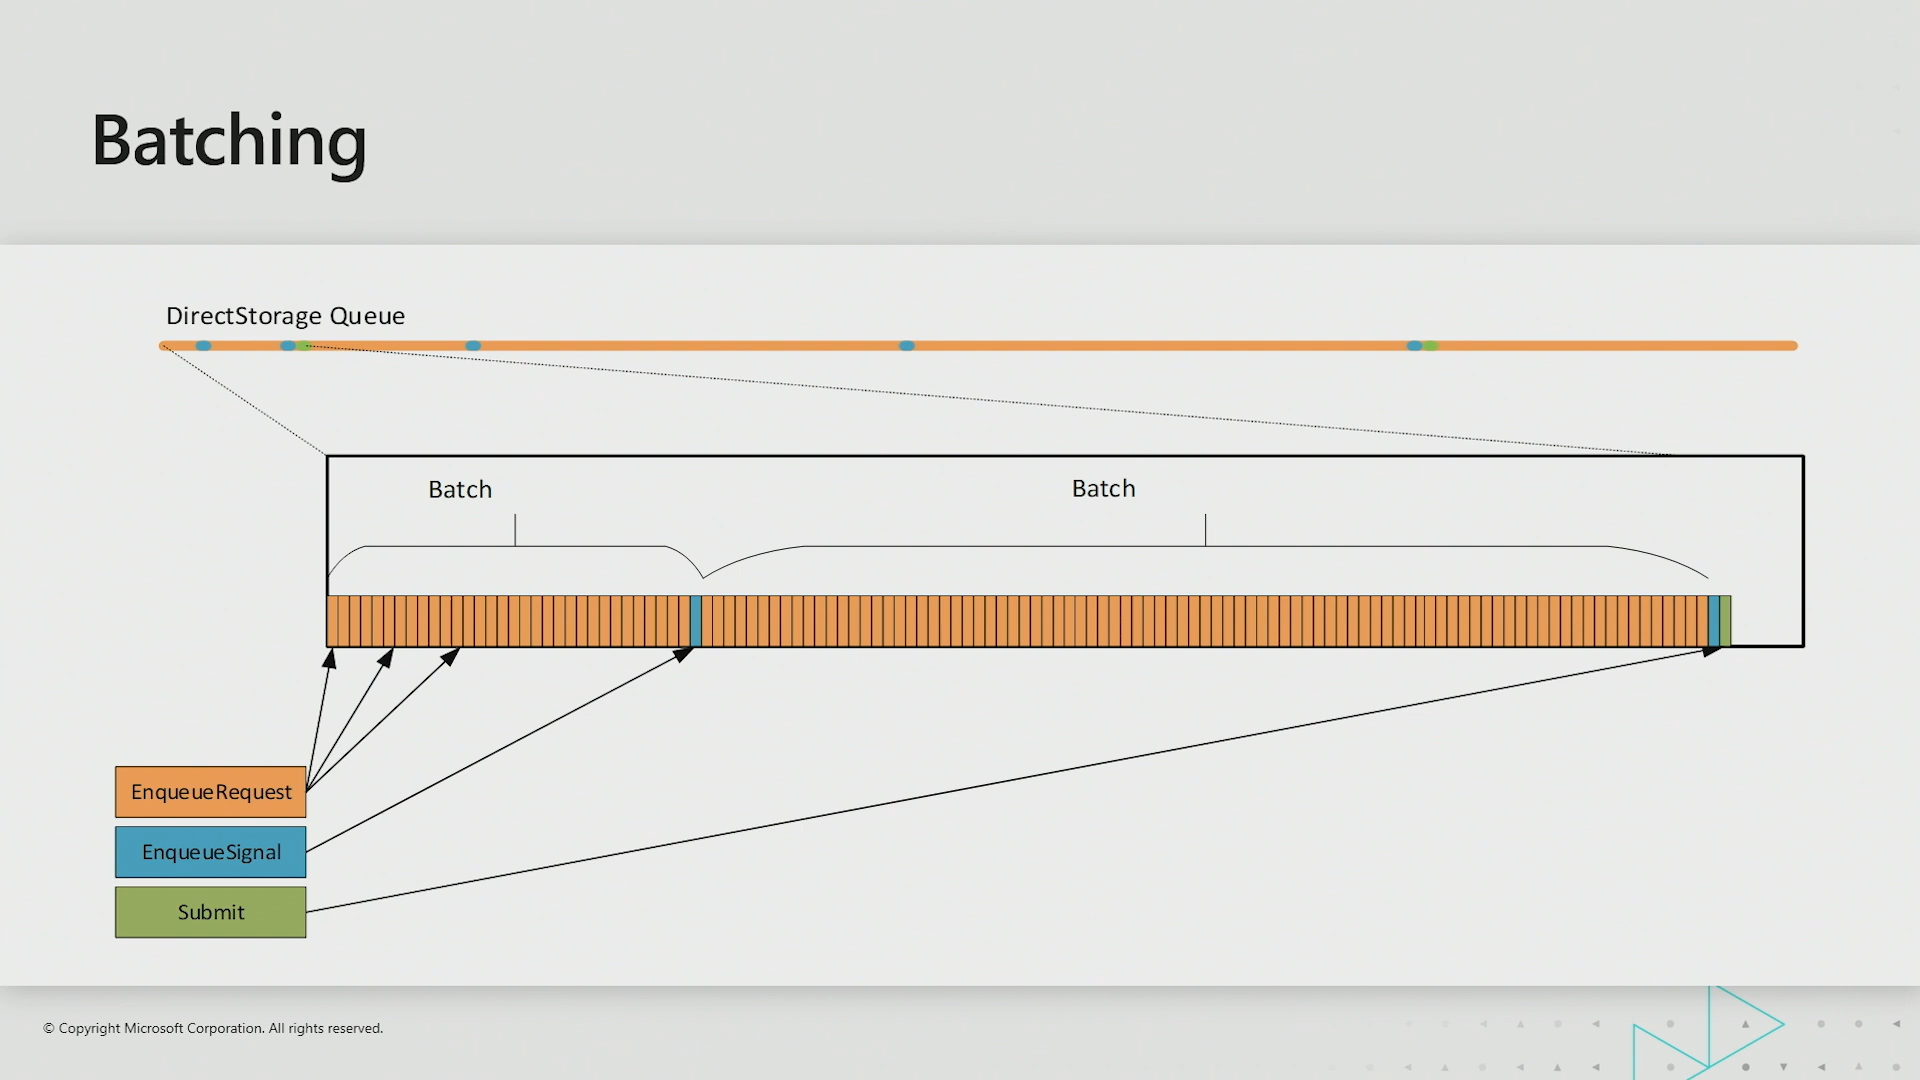 Batching
DirectStorage Queue
Batch
Batch
EnqueueRequest
EnqueueSignal
Submit
© Copyright Microsoft Corporation. All rights reserved.